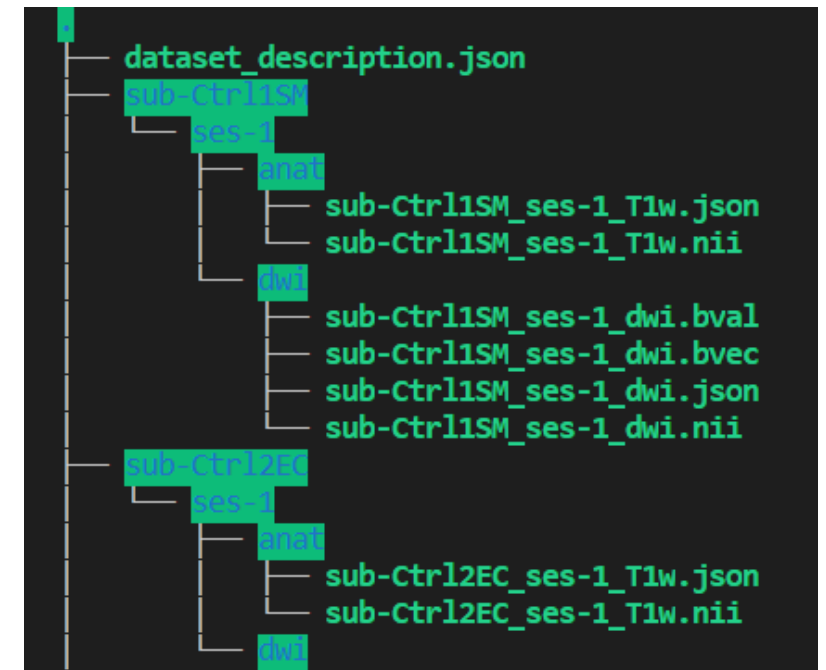 .
├── dataset_description.json
├── sub-Ctrl1SM
│   └── ses-1
│       ├── anat
│       │   ├── sub-Ctrl1SM_ses-1_T1w.json
│       │   └── sub-Ctrl1SM_ses-1_T1w.nii
│       └── dwi
│           ├── sub-Ctrl1SM_ses-1_dwi.bval
│           ├── sub-Ctrl1SM_ses-1_dwi.bvec
│           ├── sub-Ctrl1SM_ses-1_dwi.json
│           └── sub-Ctrl1SM_ses-1_dwi.nii
├── sub-Ctrl2EC
│   └── ses-1
│       ├── anat
│       │   ├── sub-Ctrl2EC_ses-1_T1w.json
│       │   └── sub-Ctrl2EC_ses-1_T1w.nii
│       └── dwi